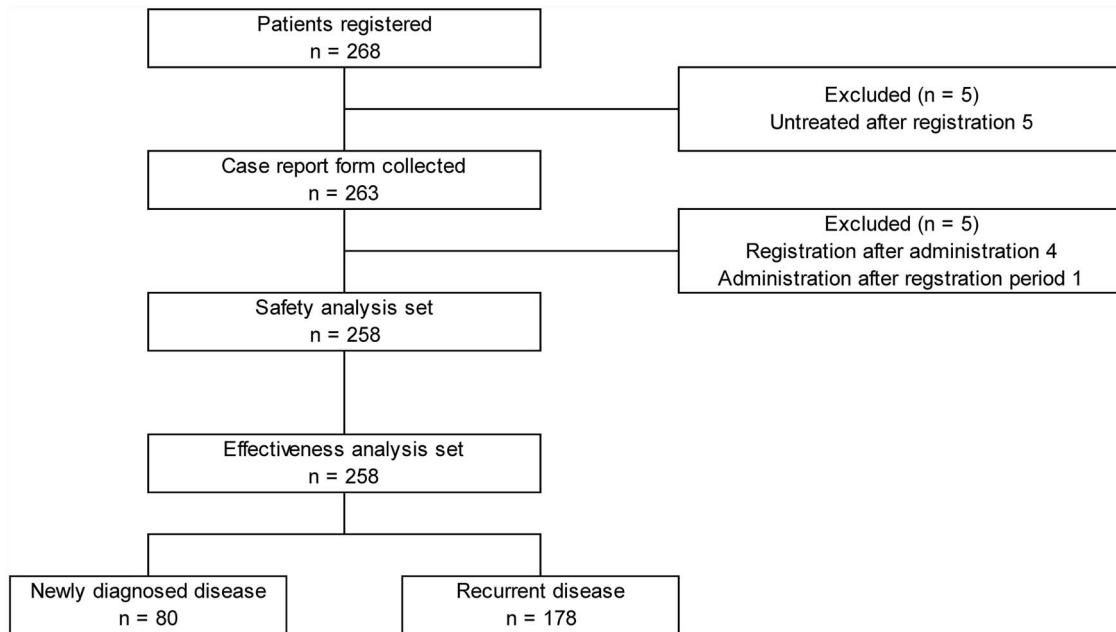 Patients registered
n = 268
Excluded (n = 5)
Untreated after registration 5
Case report form collected
n = 263
Excluded (n = 5)
Registration after administration 4
Administration after regstration period 1
Safety analysis set
n = 258
Effectiveness analysis set
n = 258
Newly diagnosed disease
n = 80
Recurrent disease
n = 178